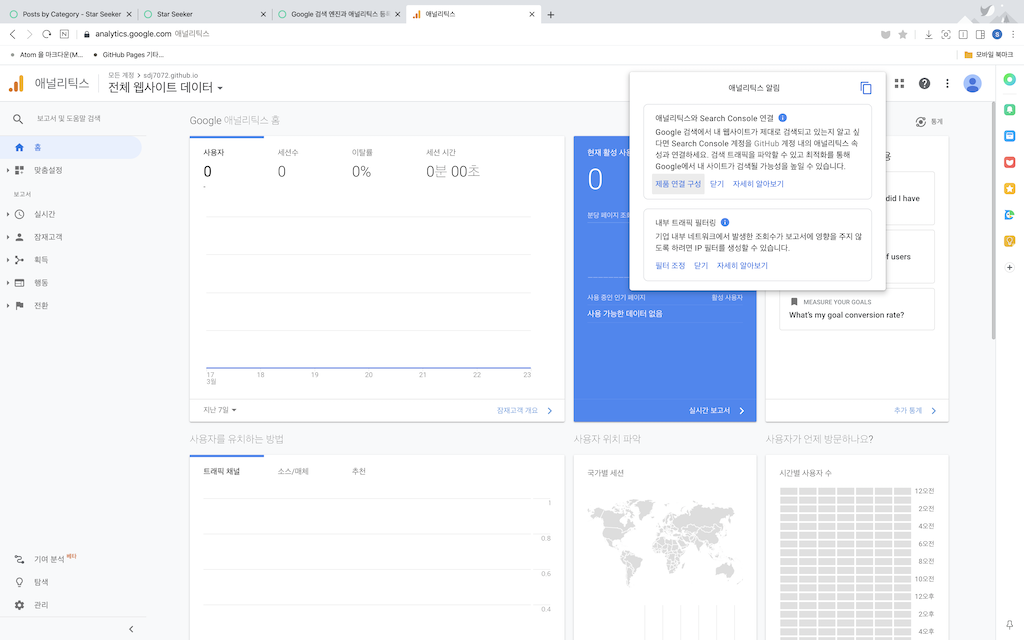 Posts by Category - Star Seeker
Star Seeker
Google 검색 엔진과 애널리틱스 등록
애널리틱스
analytics.google.com 애널리틱스
Atom 을 마크다운(M...
GitHub Pages 기타...
모바일 북마크
애널리틱스
모든 계정 > sdj7072.github.io
전체 웹사이트 데이터
보고서 및 도움말 검색
홈
맞춤설정
보고서
실시간
잠재고객
획득
행동
전환
기여 분석 베타
탐색
관리
Google 애널리틱스 홈
통계
사용자
세션수
이탈률
세션 시간
0
0
0%
0분 00초
-
17
3월
18
19
20
21
22
23
지난 7일
잠재고객 개요
현재 활성 사용
0
분당 페이지 조회
사용 중인 인기 페이지
활성 사용자
사용 가능한 데이터 없음
실시간 보고서
애널리틱스 알림
애널리틱스와 Search Console 연결
Google 검색에서 내 웹사이트가 제대로 검색되고 있는지 알고 싶
다면 Search Console 계정을 GitHub 계정 내의 애널리틱스 속
성과 연결하세요. 검색 트래픽을 파악할 수 있고 최적화를 통해
Google에서 내 사이트가 검색될 가능성을 높일 수 있습니다.
제품 연결 구성
닫기
자세히 알아보기
내부 트래픽 필터링
기업 내부 네트워크에서 발생한 조회수가 보고서에 영향을 주지 않
도록 하려면 IP 필터를 생성할 수 있습니다.
필터 조정
닫기
자세히 알아보기
용
did I have
f users
MEASURE YOUR GOALS
What's my goal conversion rate?
추가 통계
사용자를 유치하는 방법
사용자 위치 파악
사용자가 언제 방문하나요?
트래픽 채널
소스/매체
추천
1
0.8
0.6
0.4
국가별 세션
시간별 사용자 수
12오전
2오전
4오전
6오전
8오전
10오전
12오후
2오후
4오후